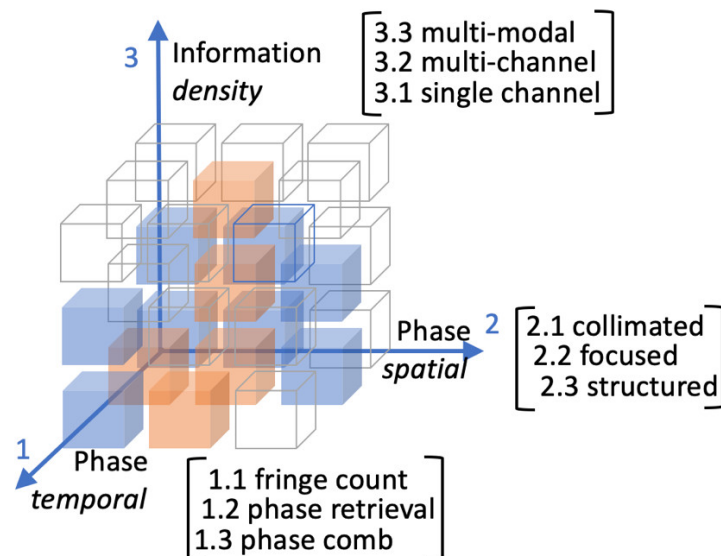 3
Information
density
3.3 multi-modal
3.2 multi-channel
3.1 single channel
Phase
spatial
2
2.1 collimated
2.2 focused
2.3 structured
1
Phase
temporal
1.1 fringe count
1.2 phase retrieval
1.3 phase comb